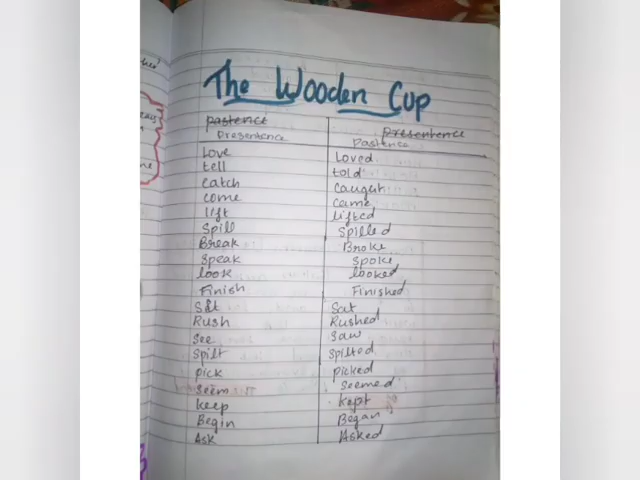 The Wooden Cup
pastence presentence
Presentence Pastence
Love Loved
tell told
catch caught
come came
lift lifted
Spill Spilled
Break Broke
Speak Spoke
look looked
Finish Finished
Sit Sat
Rush Rushed
See Saw
Spilt Spilted
pick picked
Seem Seemed
keep kept
Begin Began
Ask Asked